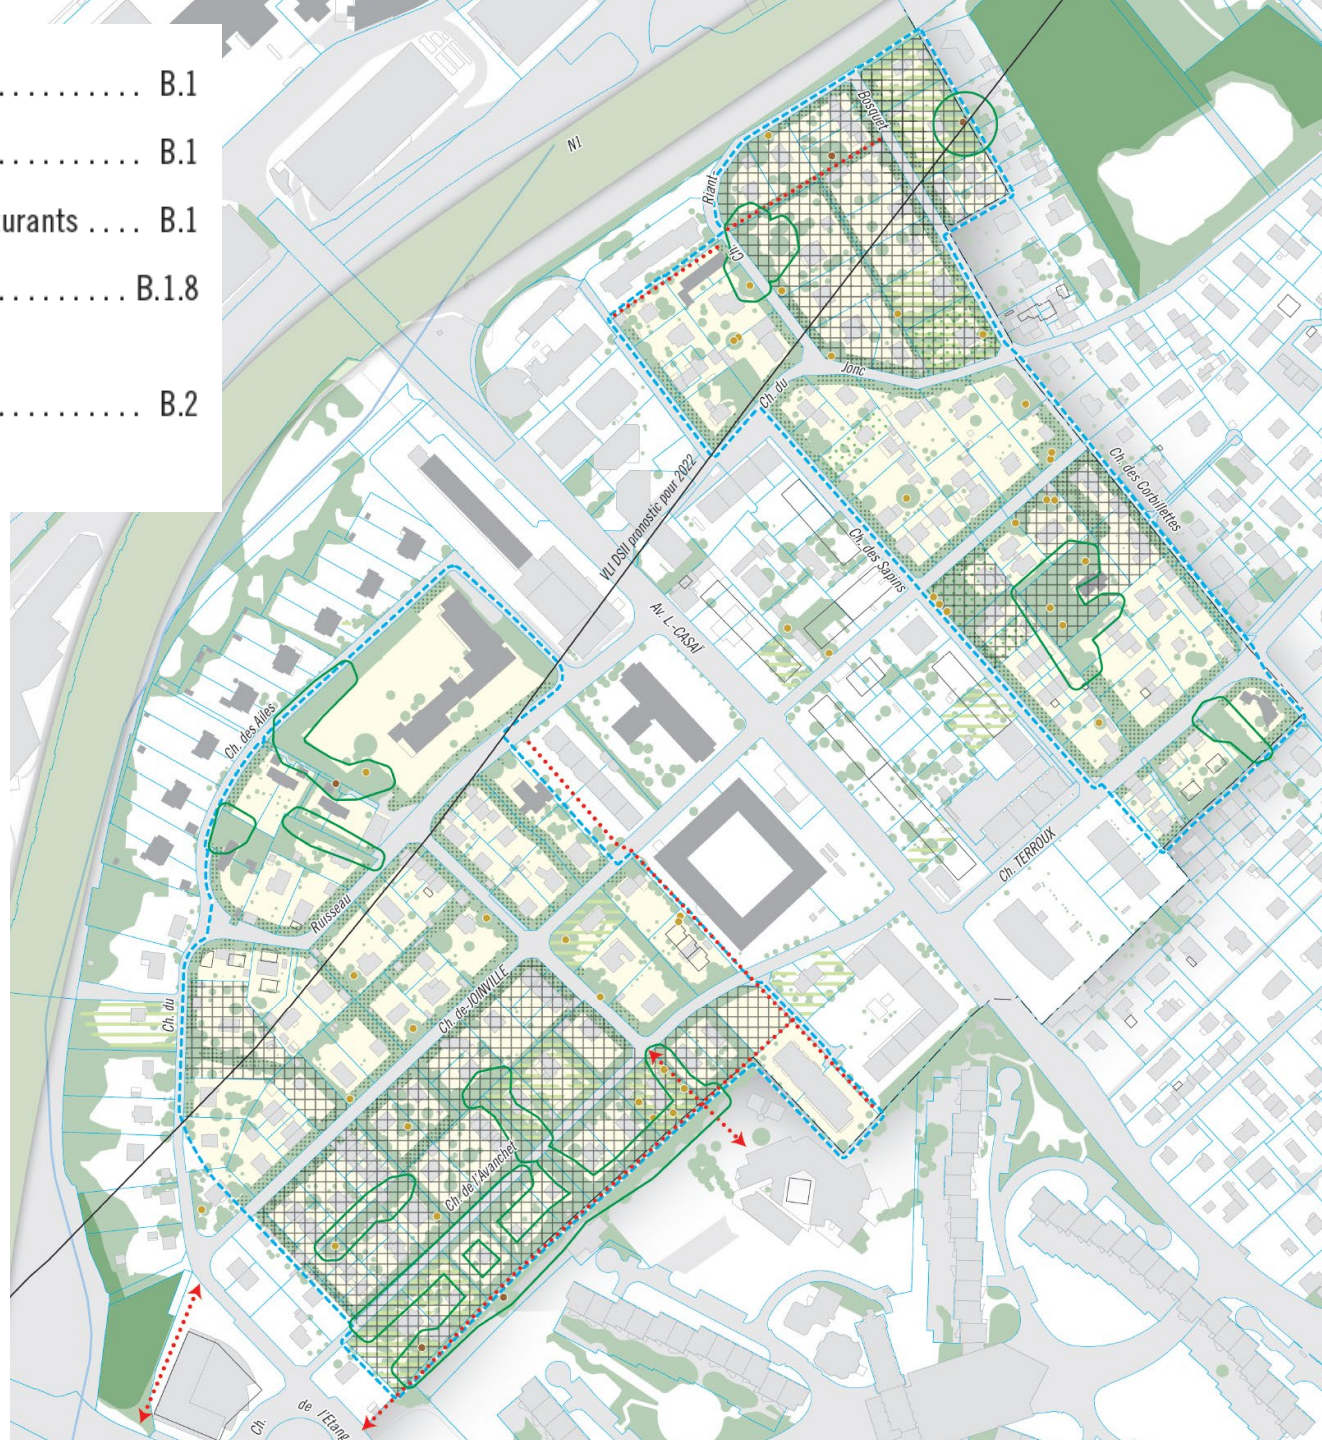 .......... B.1
.......... B.1
urants .... B.1
......... B.1.8
.......... B.2
N1
Bosquet
Ch. Riant-
Ch. du Jonc
Ch. des Corbillettes
VLI DSII pronostic pour 2022
Ch. des Sapins
Av. L.-CASAÏ
Ch. des Ailes
Ch. TERROUX
Ch. du Ruisseau
Ch. de-JOINVILLE
Ch. de l'Avanchet
Ch. de l'Etang